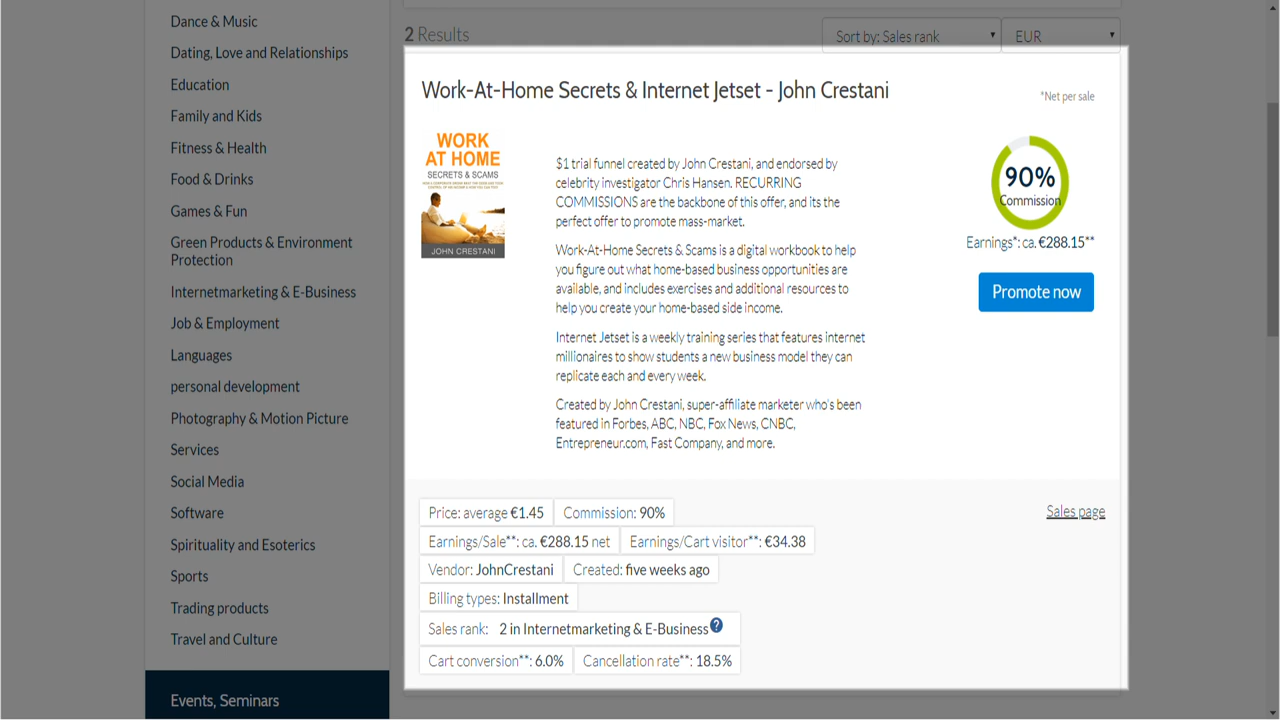 Dance & Music
Dating, Love and Relationships
Education
Family and Kids
Fitness & Health
Food & Drinks
Games & Fun
Green Products & Environment
Protection
Internetmarketing & E-Business
Job & Employment
Languages
personal development
Photography & Motion Picture
Services
Social Media
Software
Spirituality and Esoterics
Sports
Trading products
Travel and Culture
Events, Seminars
2 Results
Sort by: Sales rank
EUR
Work-At-Home Secrets & Internet Jetset - John Crestani
*Net per sale
WORK
AT HOME
SECRETS & SCAMS
JOHN CRESTANI
$1 trial funnel created by John Crestani, and endorsed by
celebrity investigator Chris Hansen. RECURRING
COMMISSIONS are the backbone of this offer, and its the
perfect offer to promote mass-market.
Work-At-Home Secrets & Scams is a digital workbook to help
you figure out what home-based business opportunities are
available, and includes exercises and additional resources to
help you create your home-based side income.
Internet Jetset is a weekly training series that features internet
millionaires to show students a new business model they can
replicate each and every week.
Created by John Crestani, super-affiliate marketer who's been
featured in Forbes, ABC, NBC, Fox News, CNBC,
Entrepreneur.com, Fast Company, and more.
90%
Commission
Earnings*: ca. €288.15**
Promote now
Price: average €1.45 Commission: 90%
Sales page
Earnings/Sale**: ca. €288.15 net Earnings/Cart visitor**: €34.38
Vendor: JohnCrestani Created: five weeks ago
Billing types: Installment
Sales rank: 2 in Internetmarketing & E-Business ?
Cart conversion**: 6.0% Cancellation rate**: 18.5%